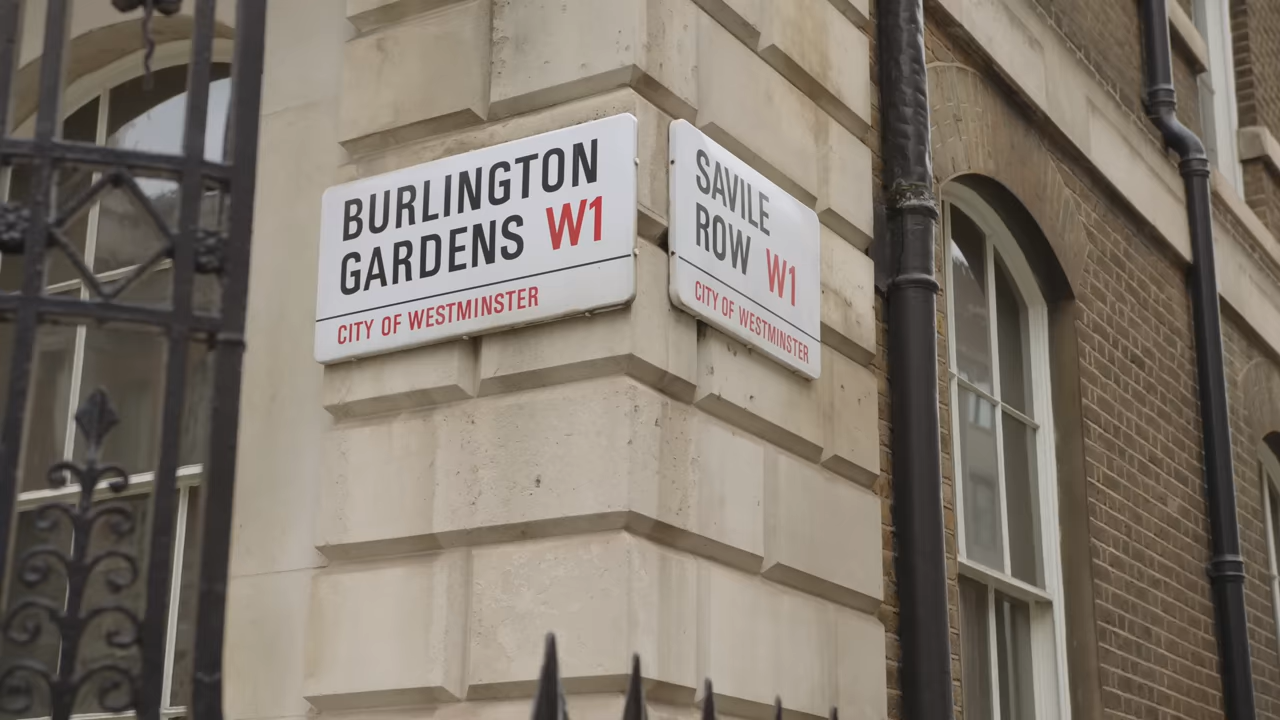 BURLINGTON
GARDENS W1
CITY OF WESTMINSTER
SAVILE
ROW W1
CITY OF WESTMINSTER